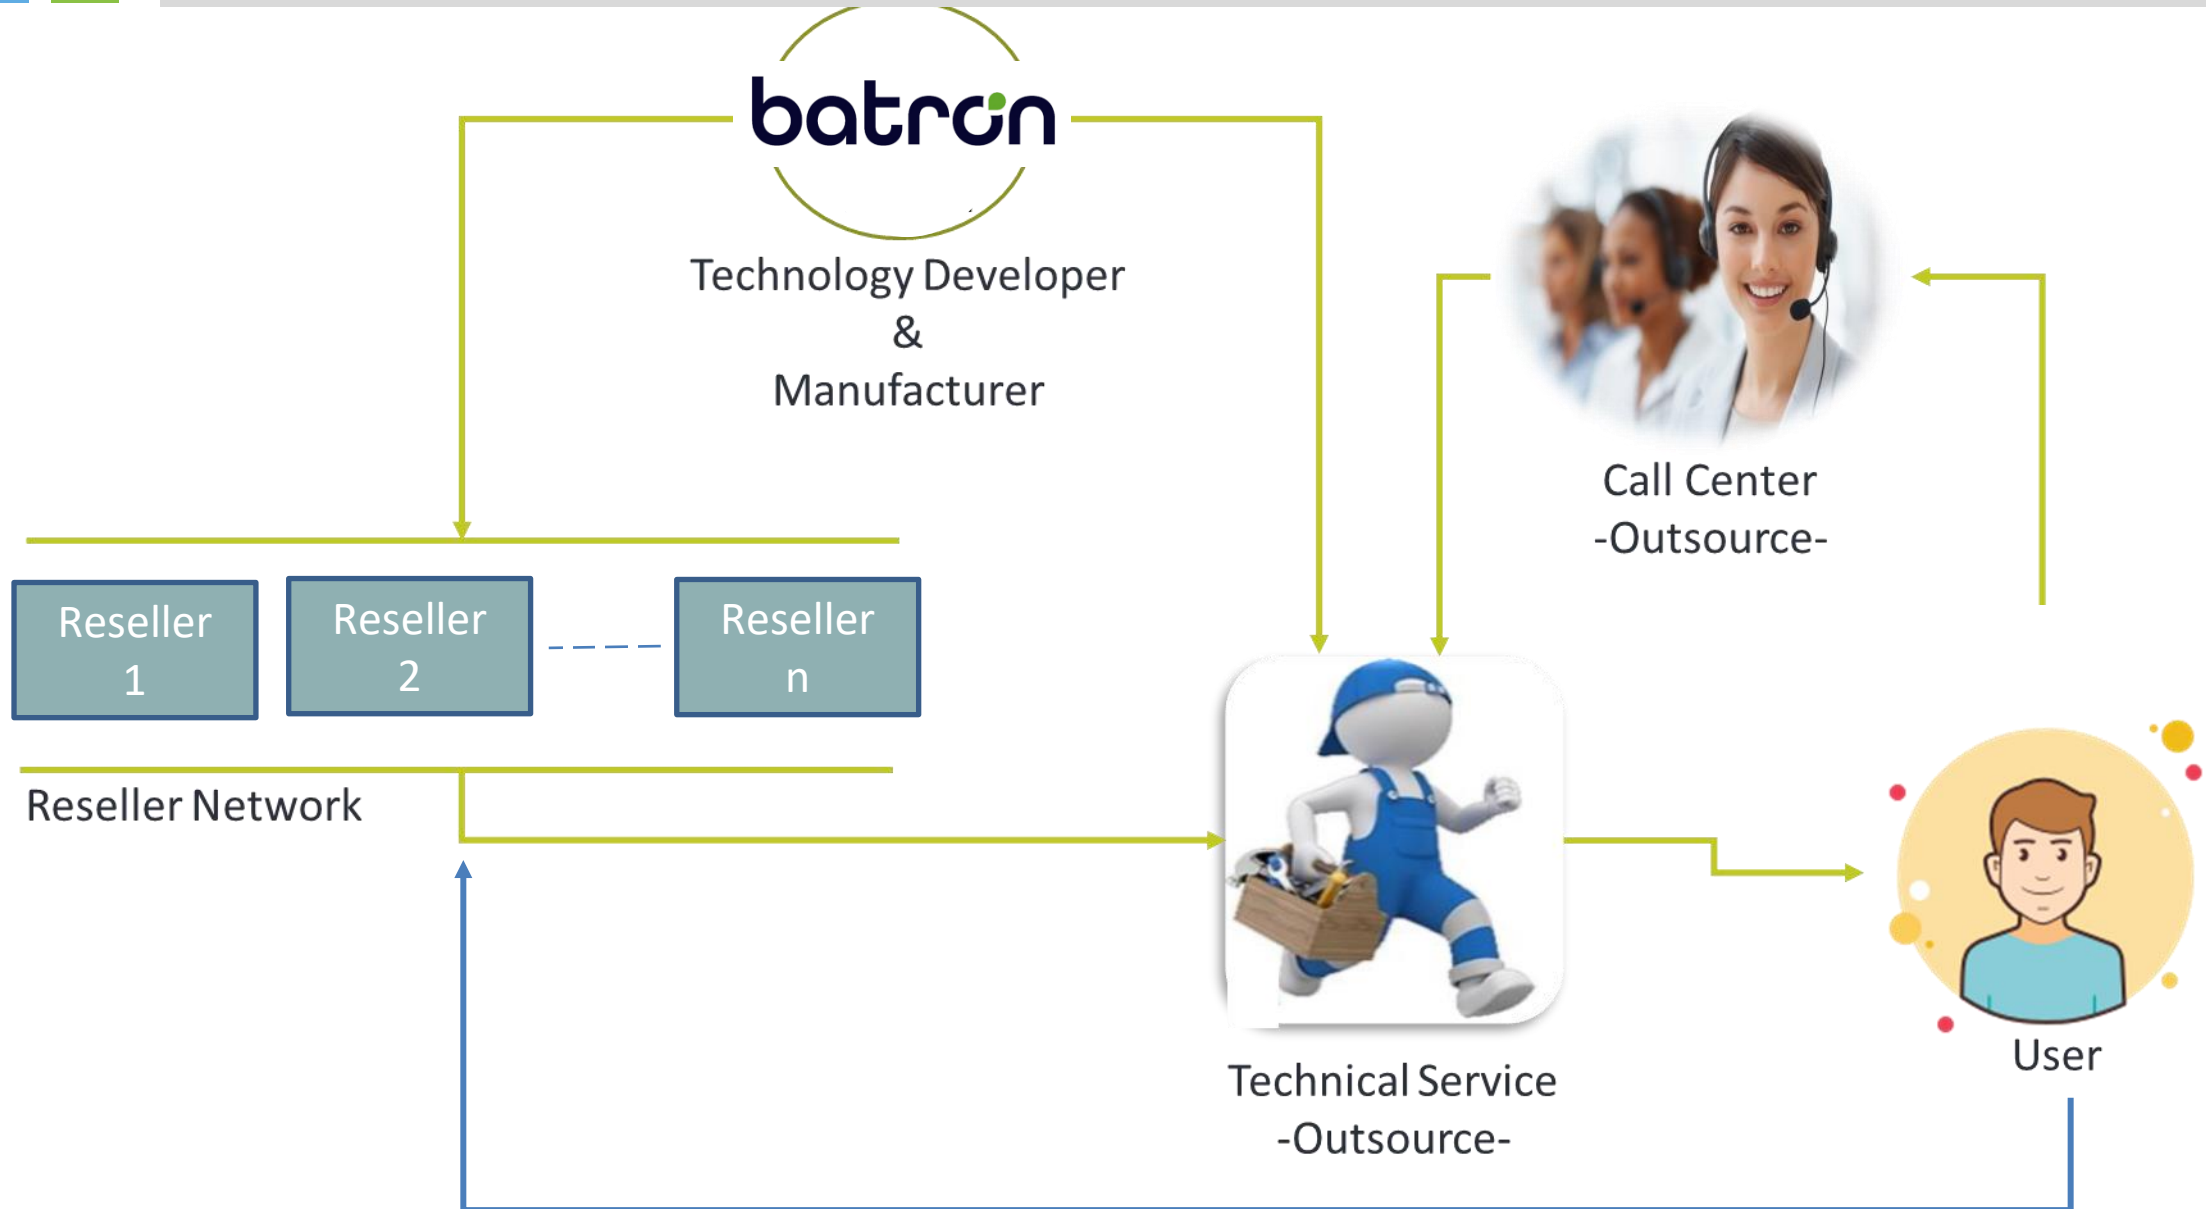 batron
Technology Developer
&
Manufacturer
Call Center
-Outsource-
Reseller
1
Reseller
2
Reseller
n
Reseller Network
Technical Service
-Outsource-
User